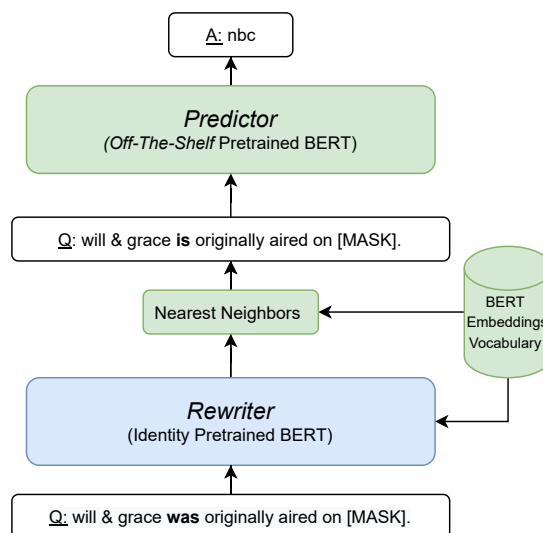 A: nbc
Predictor
(Off-The-Shelf Pretrained BERT)
Q: will & grace is originally aired on [MASK].
Nearest Neighbors
BERT
Embeddings
Vocabulary
Rewriter
(Identity Pretrained BERT)
Q: will & grace was originally aired on [MASK].